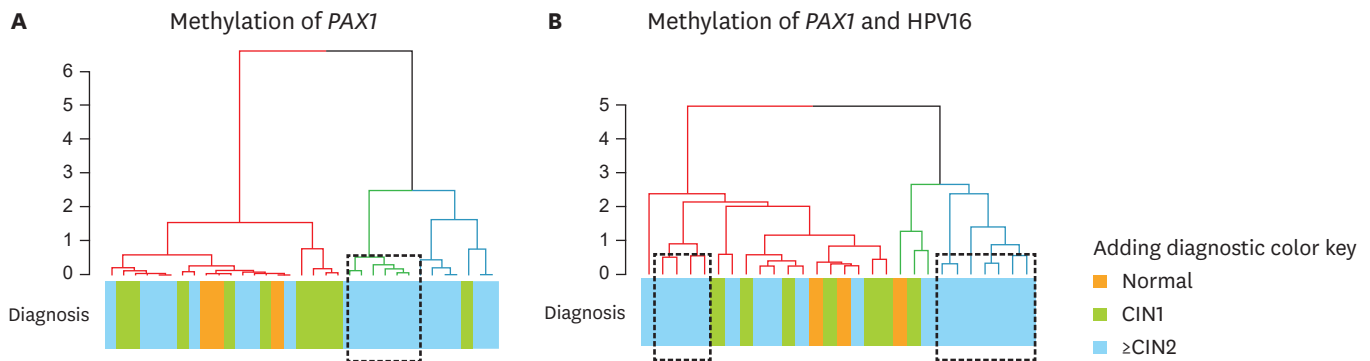 A Methylation of PAX1
6
5
4
3
2
1
0
Diagnosis
B Methylation of PAX1 and HPV16
5
4
3
2
1
0
Diagnosis
Adding diagnostic color key
Normal
CIN1
≥CIN2